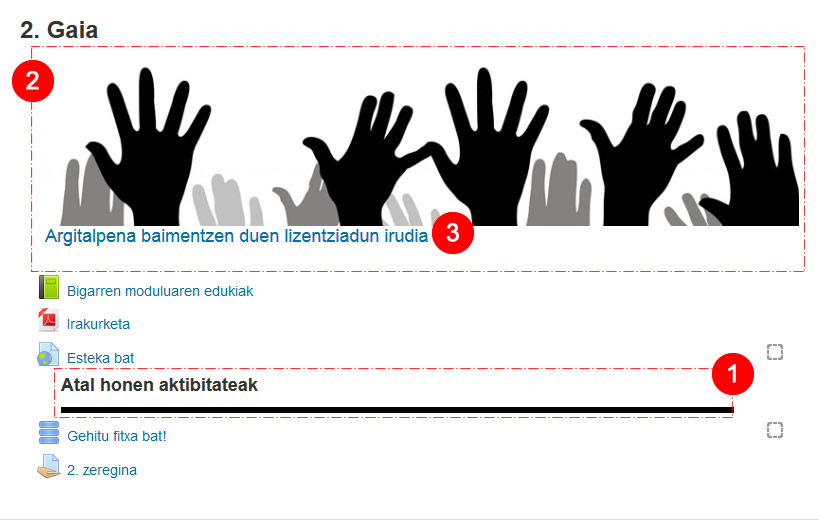 2. Gaia
2
Argitalpena baimentzen duen lizentziadun irudia
3
Bigarren moduluaren edukiak
Irakurketa
Esteka bat
1
Atal honen aktibitateak
Gehitu fitxa bat!
2. zeregina